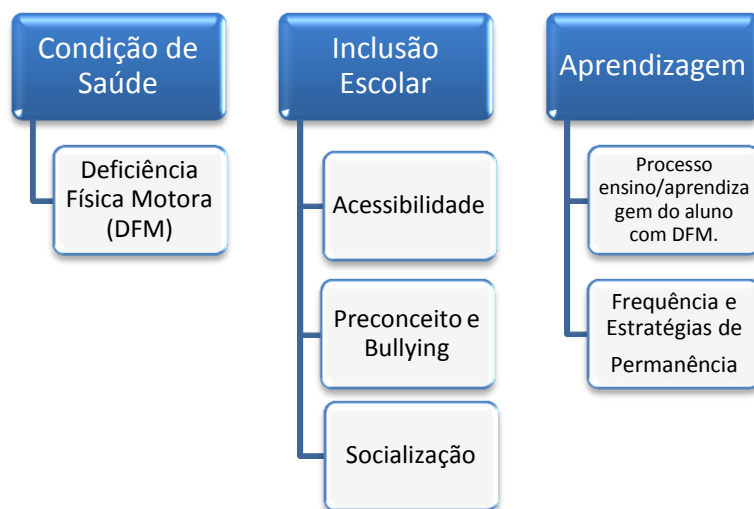 Condição de
Saúde
Deficiência
Física Motora
(DFM)
Inclusão
Escolar
Acessibilidade
Preconceito e
Bullying
Socialização
Aprendizagem
Processo
ensino/aprendiza
gem do aluno
com DFM.
Frequência e
Estratégias de
Permanência